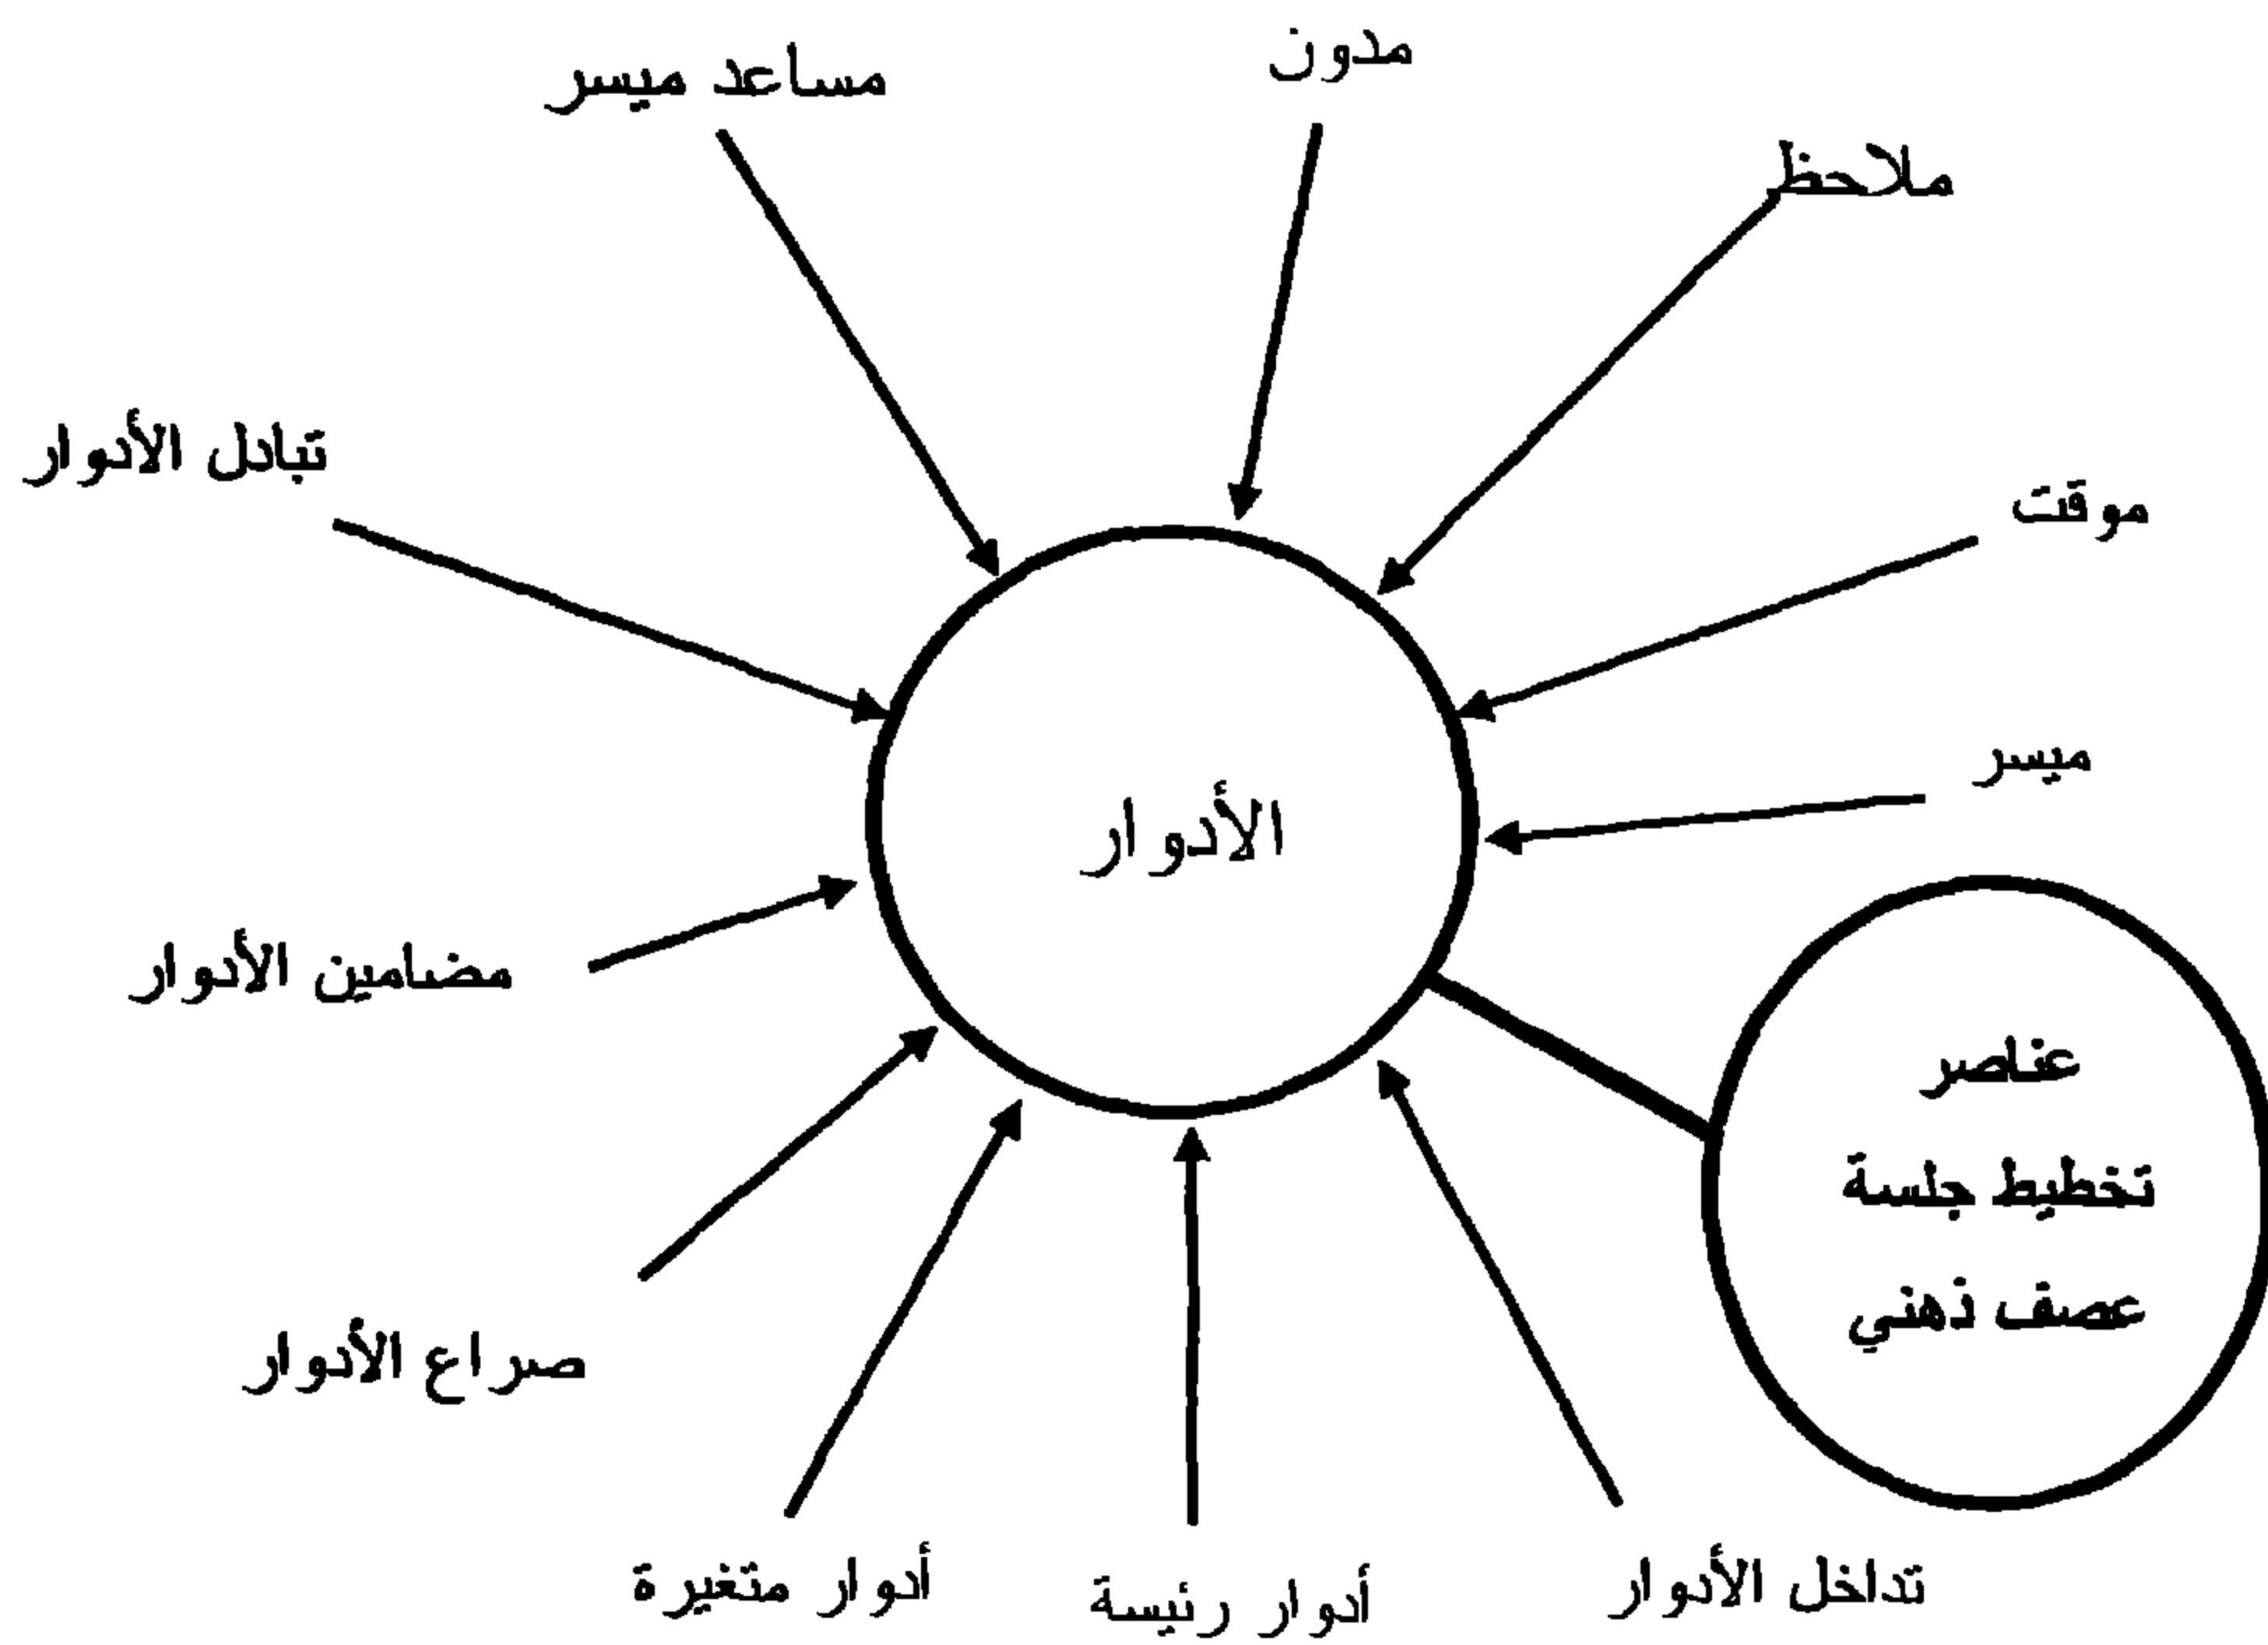 مدون
مساعد ميسر
ملاحظ
تبادل الأدوار
موقت
ميسر
الأدوار
مضامين الأدوار
عناصر
تخطيط جلسة
عصف ذهني
صراع الأدوار
تداخل الأدوار
أدوار رئيسة
أدوار متغيرة